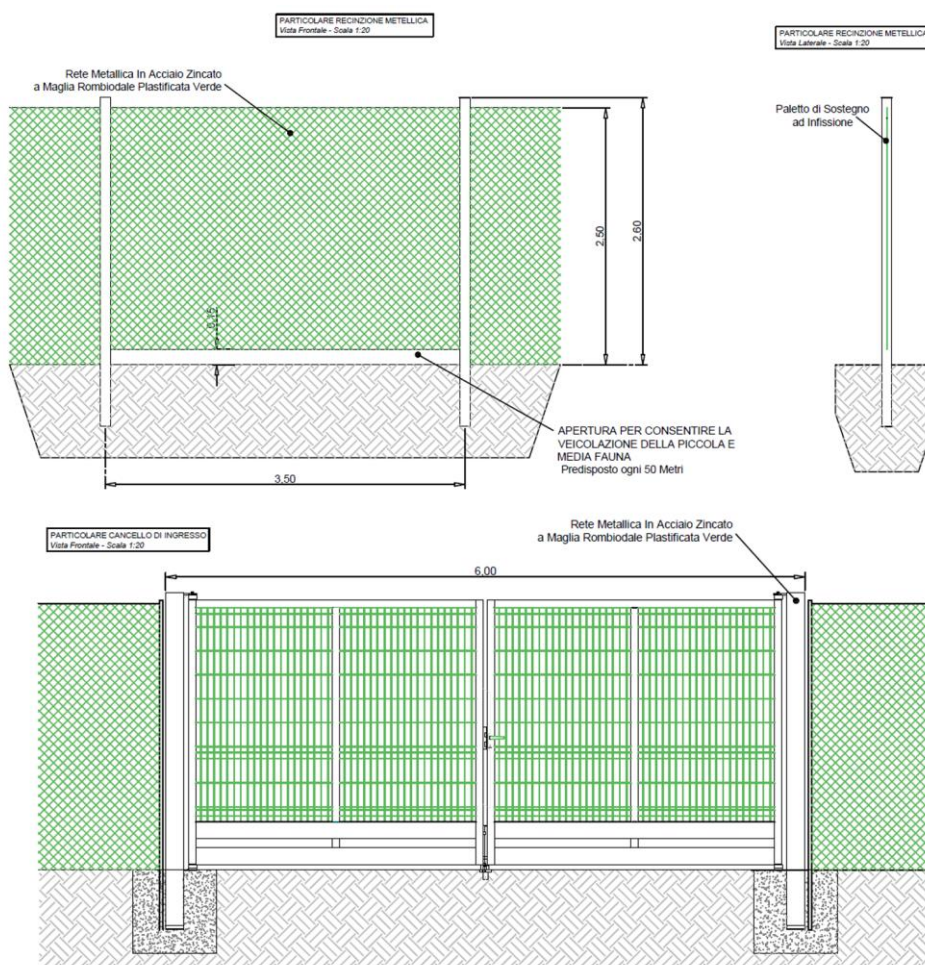 PARTICOLARE RECINZIONE METELLICA
Vista Frontale - Scala 1:20
PARTICOLARE RECINZIONE METELLICA
Vista Laterale - Scala 1:20
Rete Metallica In Acciaio Zincato
a Maglia Rombiodale Plastificata Verde
Paletto di Sostegno
ad Infissione
2.50
2.60
0.15
APERTURA PER CONSENTIRE LA
VEICOLAZIONE DELLA PICCOLA E
MEDIA FAUNA
Predisposto ogni 50 Metri
3.50
PARTICOLARE CANCELLO DI INGRESSO
Vista Frontale - Scala 1:20
Rete Metallica In Acciaio Zincato
a Maglia Rombiodale Plastificata Verde
6.00